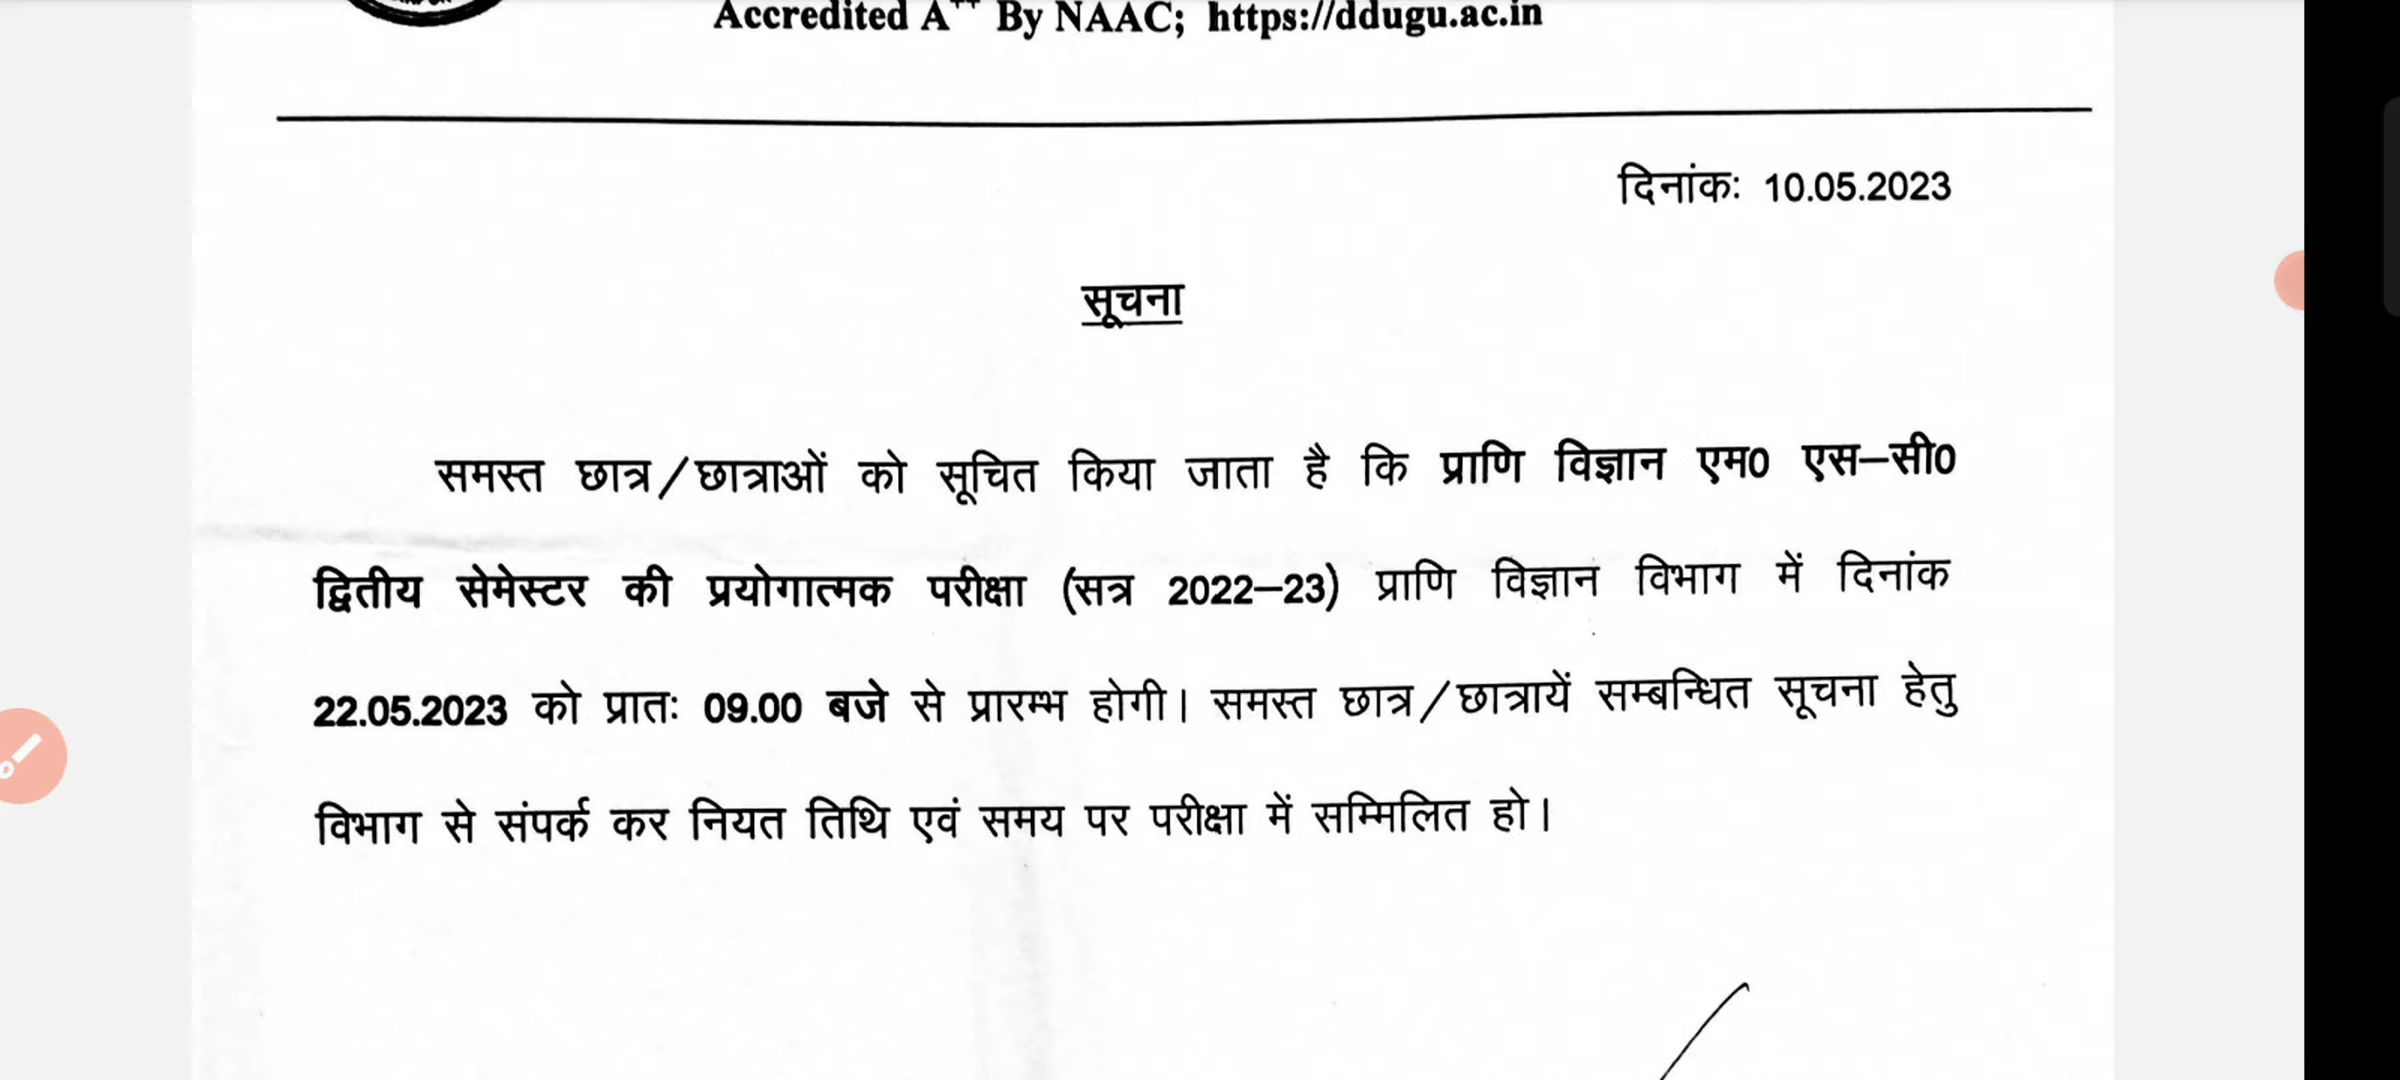 Accredited A++ By NAAC; https://ddugu.ac.in
दिनांकः 10.05.2023
सूचना
समस्त छात्र/छात्राओं को सूचित किया जाता है कि प्राणि विज्ञान एम0 एस–सी0
द्वितीय सेमेस्टर की प्रयोगात्मक परीक्षा (सत्र 2022–23) प्राणि विज्ञान विभाग में दिनांक
22.05.2023 को प्रातः 09.00 बजे से प्रारम्भ होगी। समस्त छात्र/छात्रायें सम्बन्धित सूचना हेतु
विभाग से संपर्क कर नियत तिथि एवं समय पर परीक्षा में सम्मिलित हो।